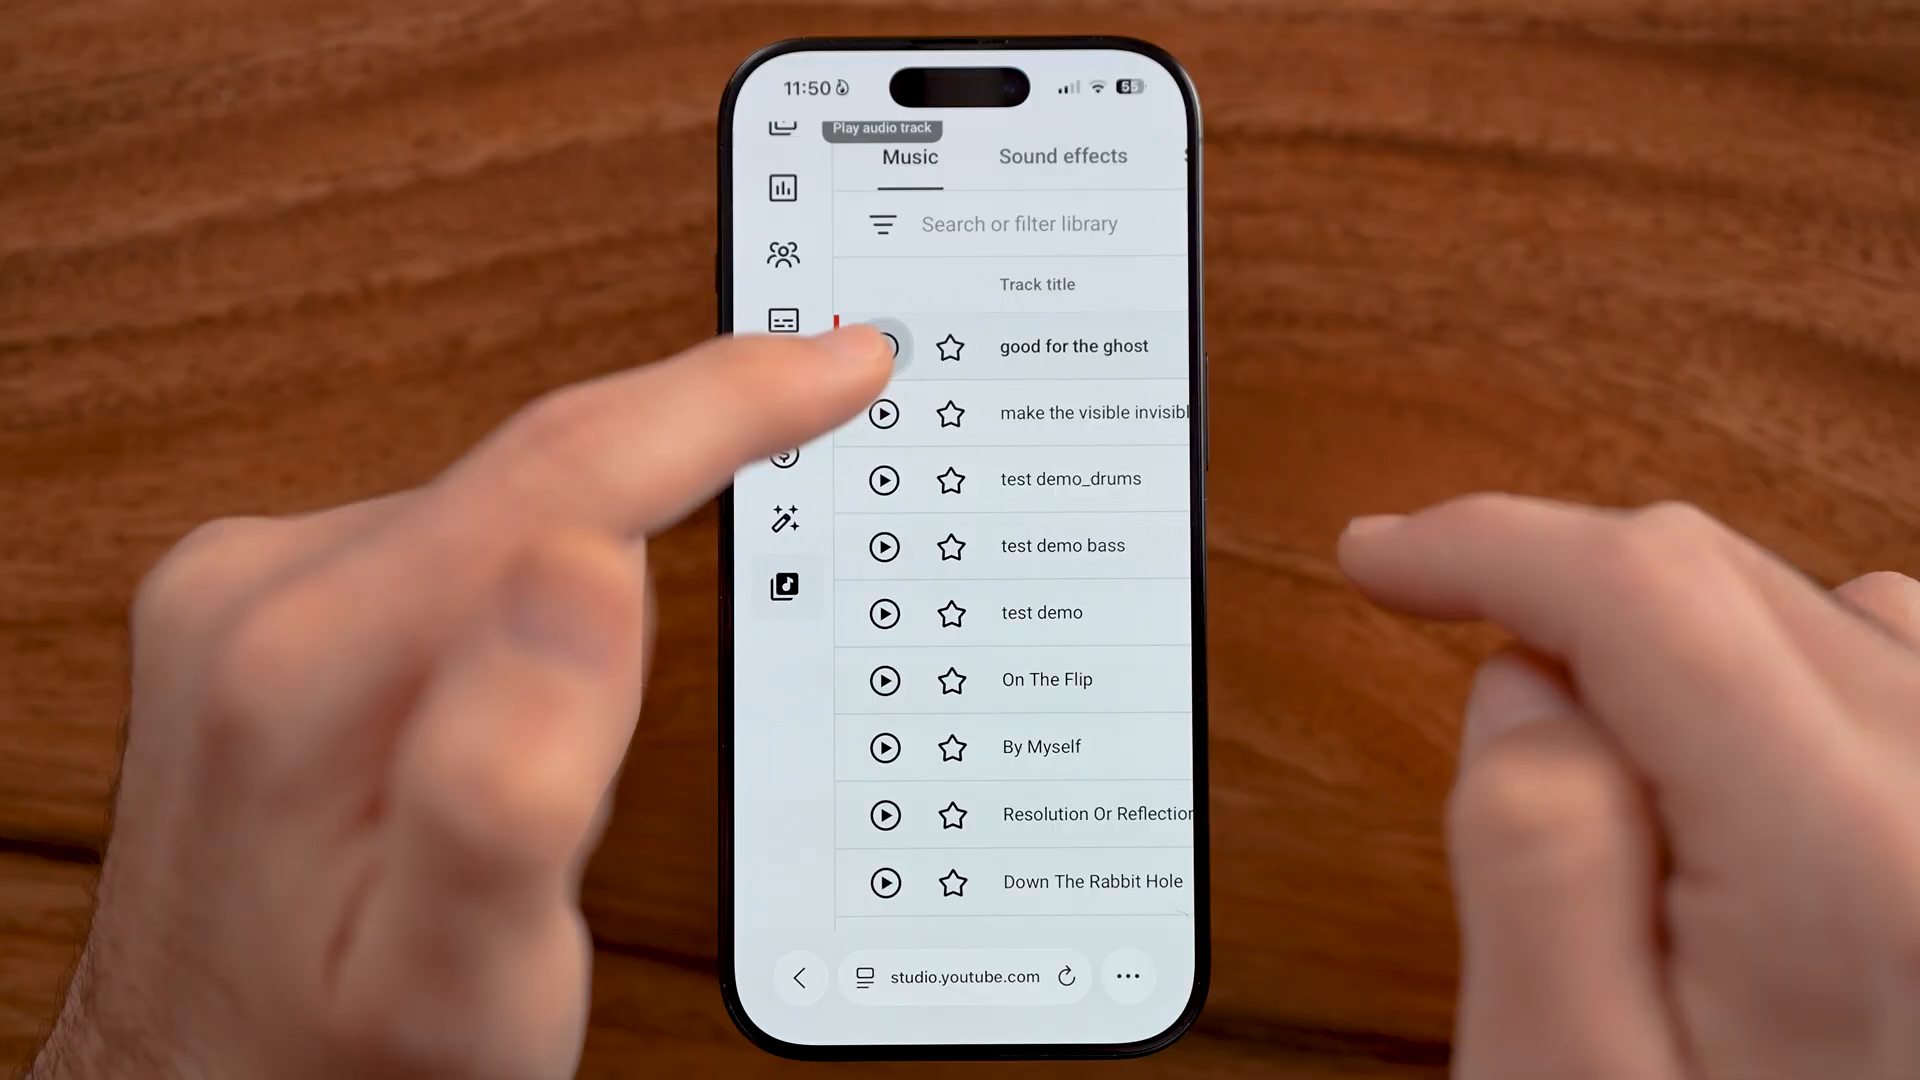 11:50
55
Play audio track
Music
Sound effects
Search or filter library
Track title
good for the ghost
make the visible invisibl
test demo_drums
test demo bass
test demo
On The Flip
By Myself
Resolution Or Reflection
Down The Rabbit Hole
studio.youtube.com